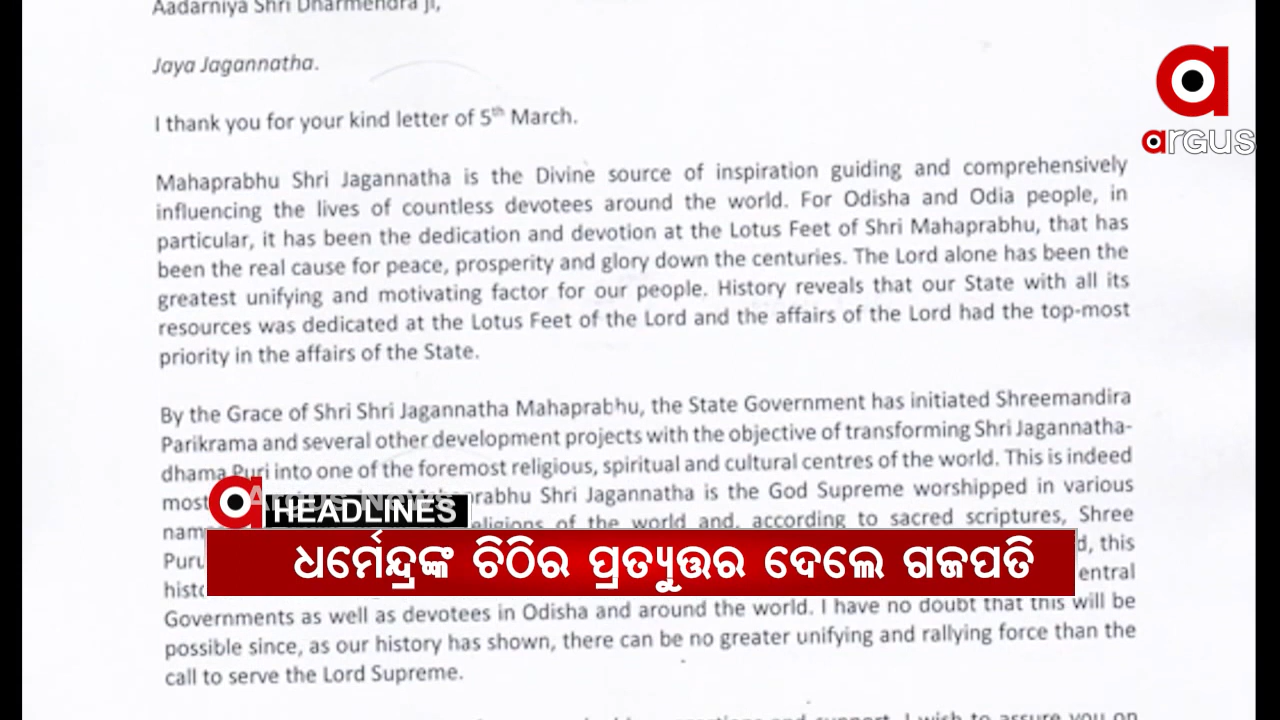 Aadarniya Shri Dharmendra Ji,
Jaya Jagannatha.
I thank you for your kind letter of 5th March.
Mahaprabhu Shri Jagannatha is the Divine source of inspiration guiding and comprehensively
influencing the lives of countless devotees around the world. For Odisha and Odia people, in
particular, it has been the dedication and devotion at the Lotus Feet of Shri Mahaprabhu, that has
been the real cause for peace, prosperity and glory down the centuries. The Lord alone has been the
greatest unifying and motivating factor for our people. History reveals that our State with all its
resources was dedicated at the Lotus Feet of the Lord and the affairs of the Lord had the top-most
priority in the affairs of the State.
By the Grace of Shri Shri Jagannatha Mahaprabhu, the State Government has initiated Shreemandira
Parikrama and several other development projects with the objective of transforming Shri Jagannatha-
dhama Puri into one of the foremost religious, spiritual and cultural centres of the world. This is indeed
most prabhu Shri Jagannatha is the God Supreme worshipped in various
nam eligions of the world and, according to sacred scriptures, Shree
Puru d, this
histo entral
Governments as well as devotees in Odisha and around the world. I have no doubt that this will be
possible since, as our history has shown, there can be no greater unifying and rallying force than the
call to serve the Lord Supreme.
I wish to assure you on
argus
ARGUS NEWS
HEADLINES
ଧର୍ମେନ୍ଦ୍ରଙ୍କ ଚିଠିର ପ୍ରତ୍ୟୁତ୍ତର ଦେଲେ ଗଜପତି